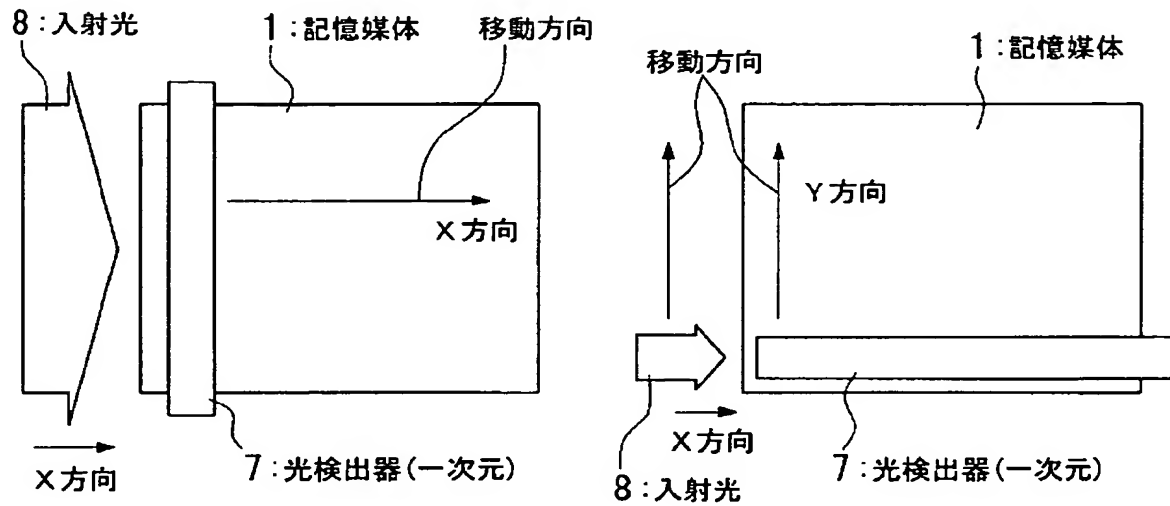 8：入射光
1：記憶媒体
移動方向
X方向
X方向
7：光検出器(一次元)
移動方向
1：記憶媒体
Y方向
X方向
8：入射光
7：光検出器(一次元)